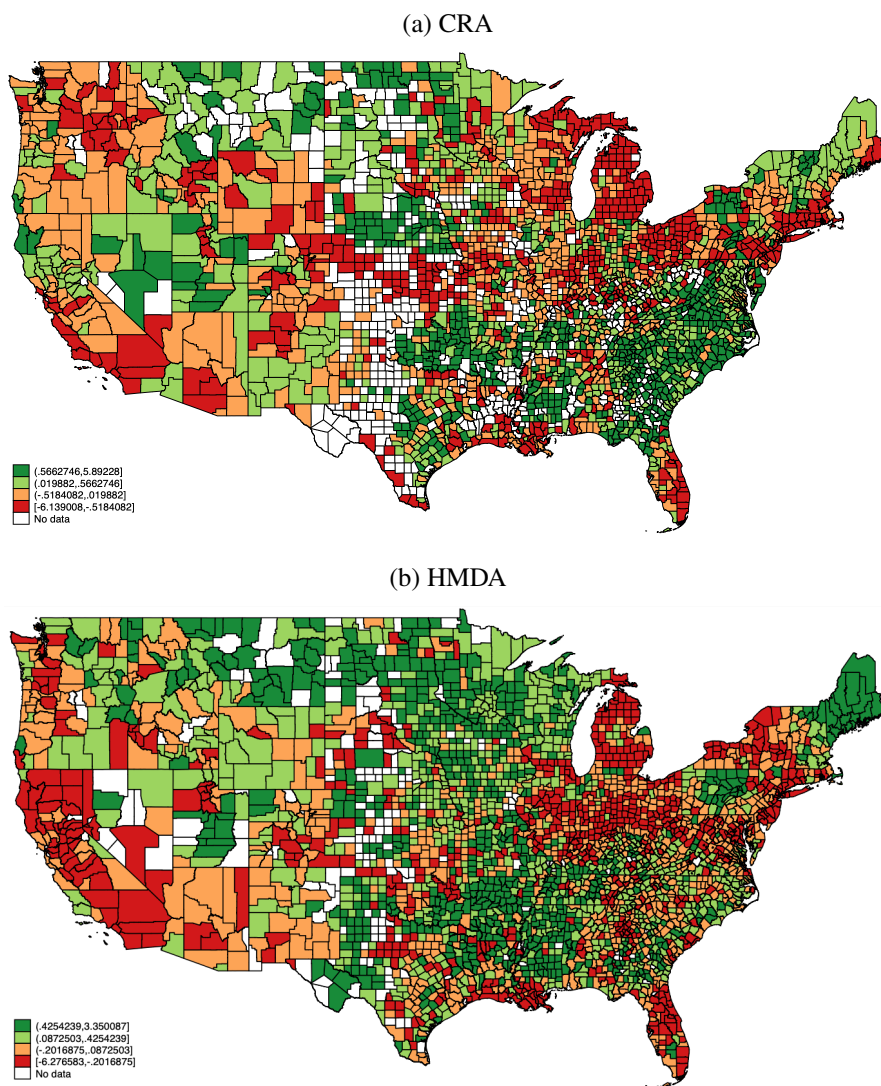 (a) CRA
(.5662746,5.89228]
(.019882,.5662746]
(-.5184082,.019882]
[-6.139008,-.5184082]
No data
(b) HMDA
(.4254239,3.350087]
(.0872503,.4254239]
(-.2016875,.0872503]
[-6.276583,-.2016875]
No data